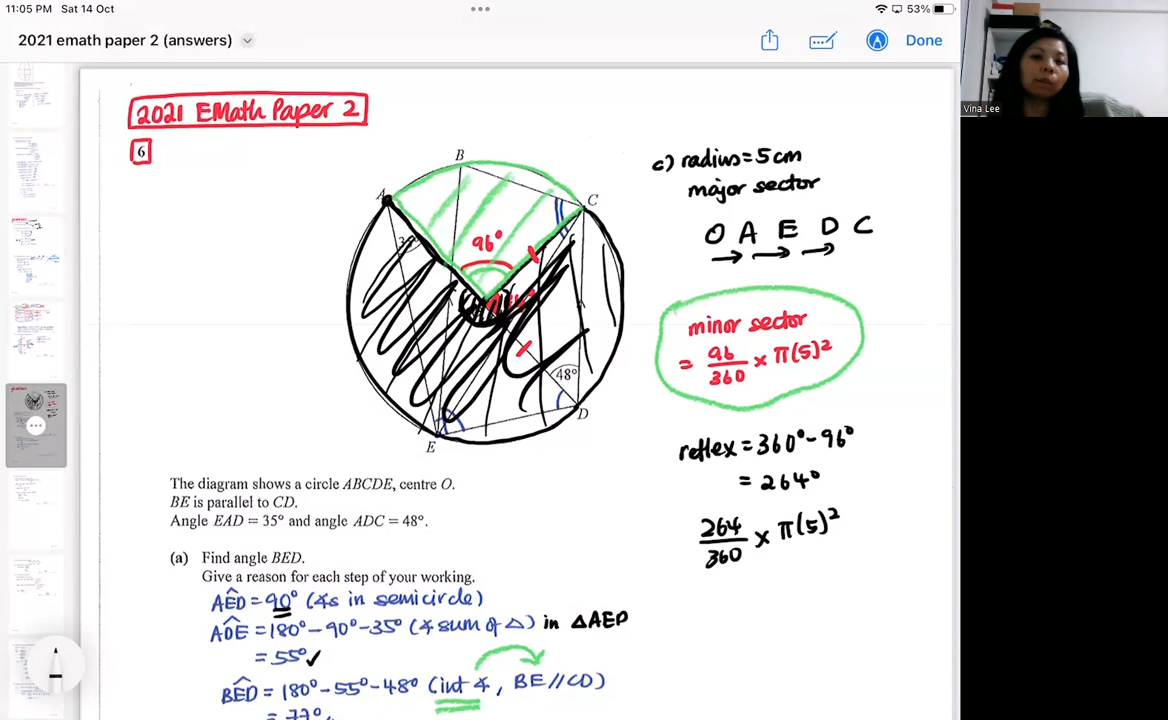 11:05 PM Sat 14 Oct
53%
2021 emath paper 2 (answers)
Done
Vina Lee
2021 EMath Paper 2
6
A
B
C
96°
48°
D
E
c) radius = 5 cm
major sector
O A E D C
minor sector
= 96/360 × π(5)²
reflex = 360° - 96°
= 264°
264/360 × π(5)²
The diagram shows a circle ABCDE, centre O.
BE is parallel to CD.
Angle EAD = 35° and angle ADC = 48°.
(a) Find angle BED.
Give a reason for each step of your working.
AÊD = 90° (∡s in semicircle)
AD̂E = 180° - 90° - 35° (∡ sum of △) in △AED
= 55° ✓
BÊD = 180° - 55° - 48° (int ∡, BE // CD)
= 77°